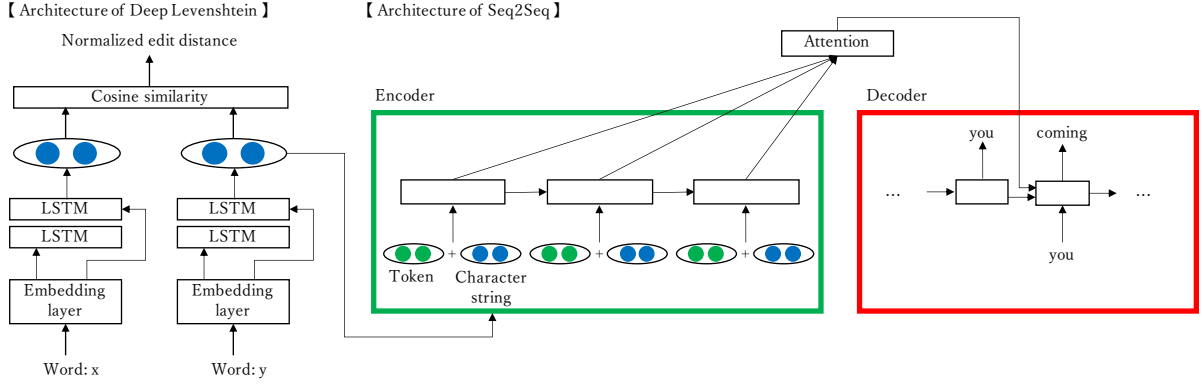 【 Architecture of Deep Levenshtein 】
Normalized edit distance
Cosine similarity
LSTM
LSTM
Embedding
layer
Word: x
LSTM
LSTM
Embedding
layer
Word: y
【 Architecture of Seq2Seq 】
Attention
Encoder
+
+
+
Token
Character
string
Decoder
you
coming
...
...
you